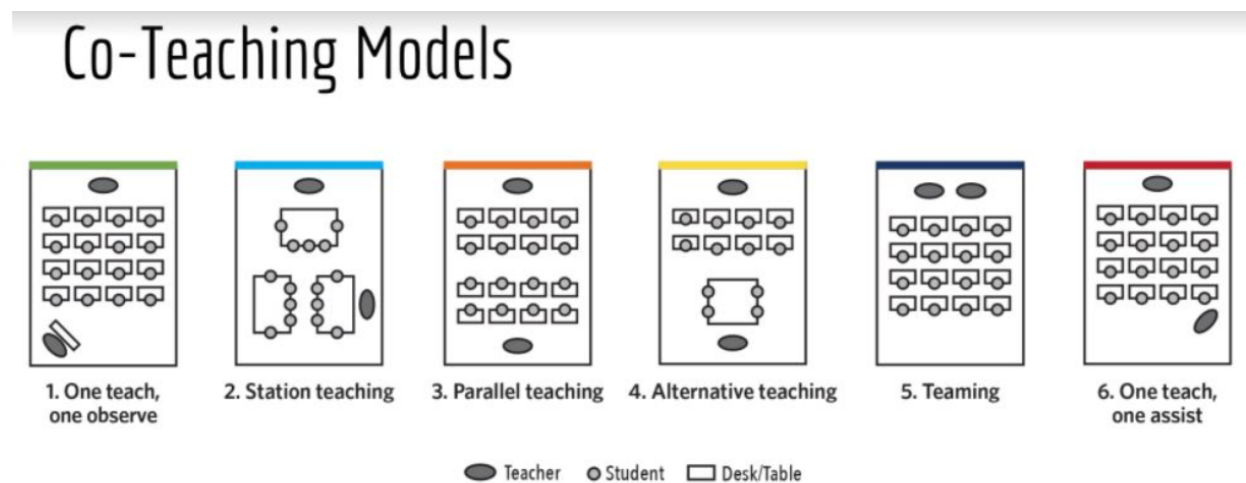 Co-Teaching Models
1. One teach,
one observe
2. Station teaching
3. Parallel teaching
4. Alternative teaching
5. Teaming
6. One teach,
one assist
Teacher
Student
Desk/Table